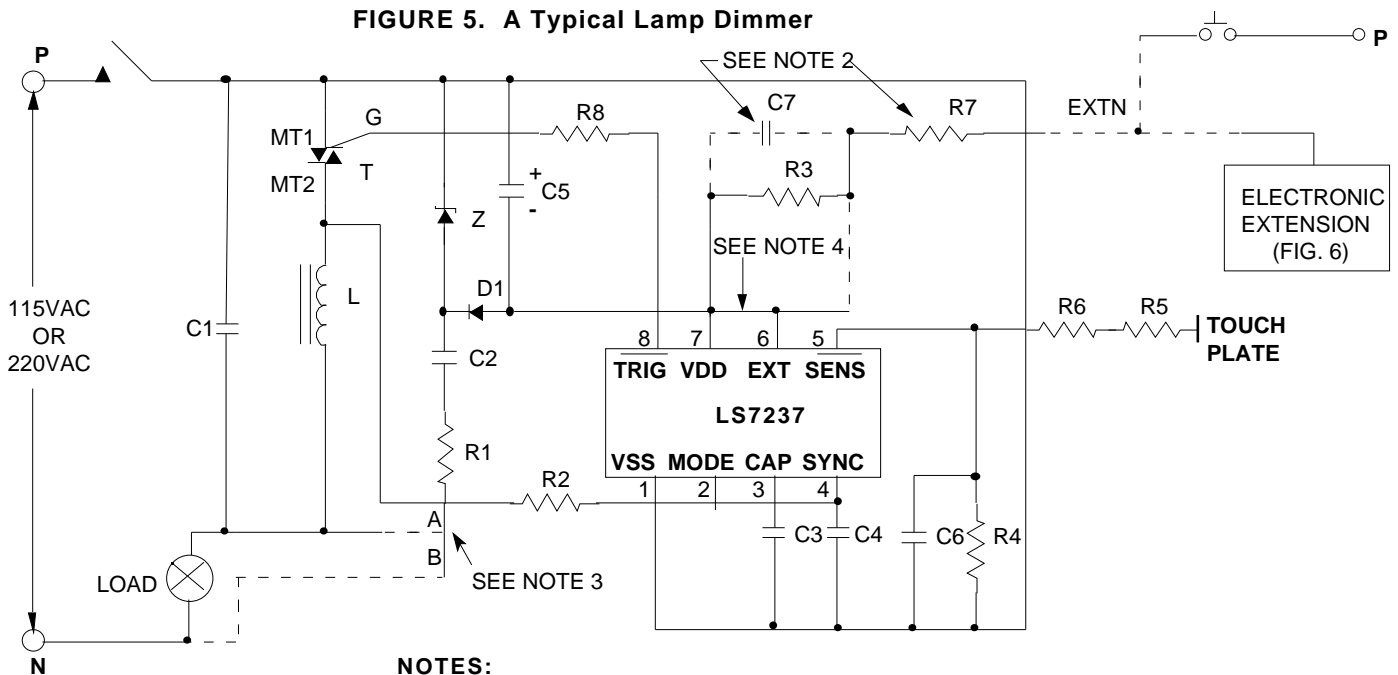 FIGURE 5. A Typical Lamp Dimmer
P
P
SEE NOTE 2
C7
R7
EXTN
G
R8
MT1
T
MT2
R3
C5
+
-
Z
ELECTRONIC
EXTENSION
(FIG. 6)
SEE NOTE 4
L
D1
115VAC
OR
220VAC
C1
R6
R5
TOUCH
PLATE
8
7
6
5
C2
TRIG VDD EXT SENS
LS7237
R1
VSS MODE CAP SYNC
R2
1
2
3
4
A
B
C3
C4
C6
R4
LOAD
SEE NOTE 3
N
NOTES: